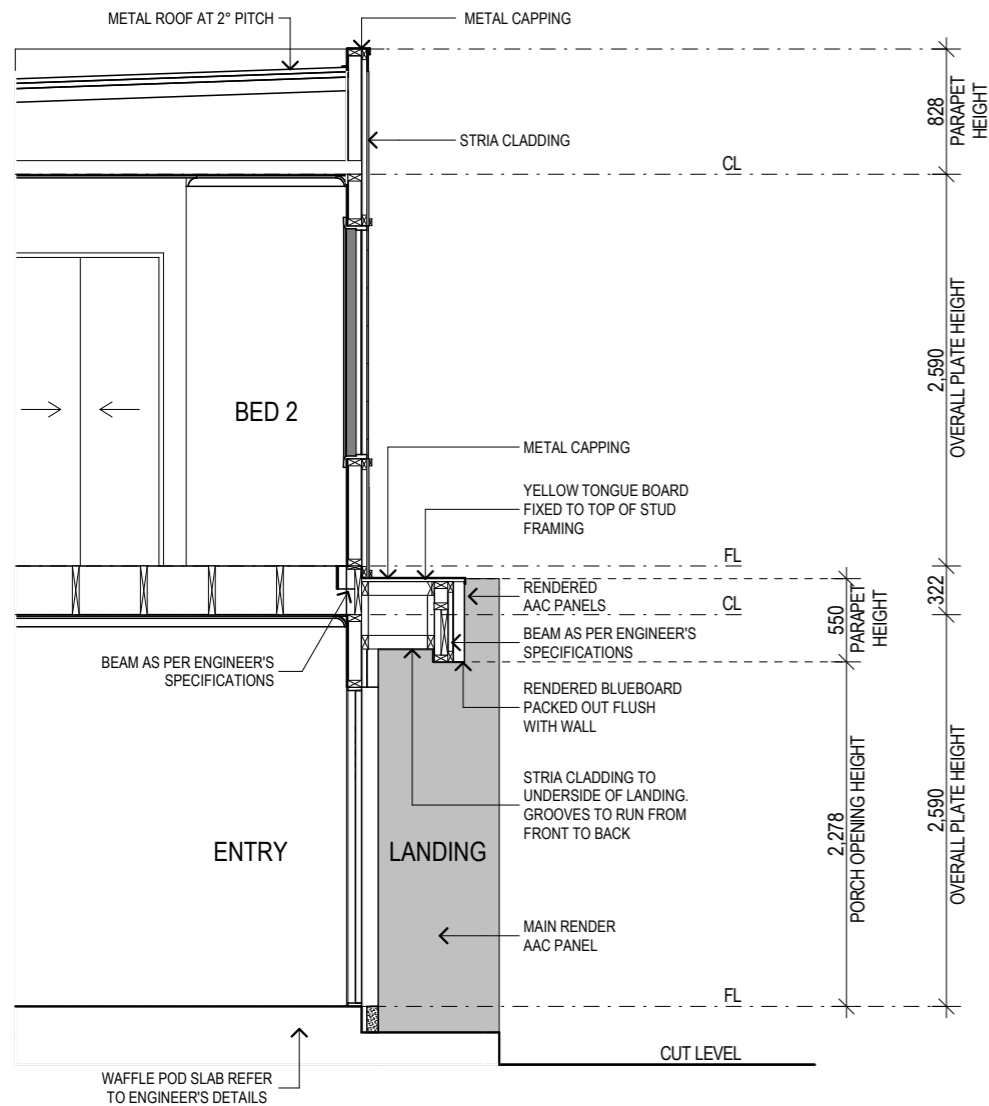 METAL ROOF AT 2° PITCH
METAL CAPPING
828
PARAPET
HEIGHT
STRIA CLADDING
CL
2,590
OVERALL PLATE HEIGHT
BED 2
METAL CAPPING
YELLOW TONGUE BOARD
FIXED TO TOP OF STUD
FRAMING
FL
RENDERED
AAC PANELS
CL
550
PARAPET
HEIGHT
322
BEAM AS PER ENGINEER'S
SPECIFICATIONS
BEAM AS PER ENGINEER'S
SPECIFICATIONS
RENDERED BLUEBOARD
PACKED OUT FLUSH
WITH WALL
STRIA CLADDING TO
UNDERSIDE OF LANDING.
GROOVES TO RUN FROM
FRONT TO BACK
2,278
PORCH OPENING HEIGHT
2,590
OVERALL PLATE HEIGHT
ENTRY
LANDING
MAIN RENDER
AAC PANEL
FL
CUT LEVEL
WAFFLE POD SLAB REFER
TO ENGINEER'S DETAILS